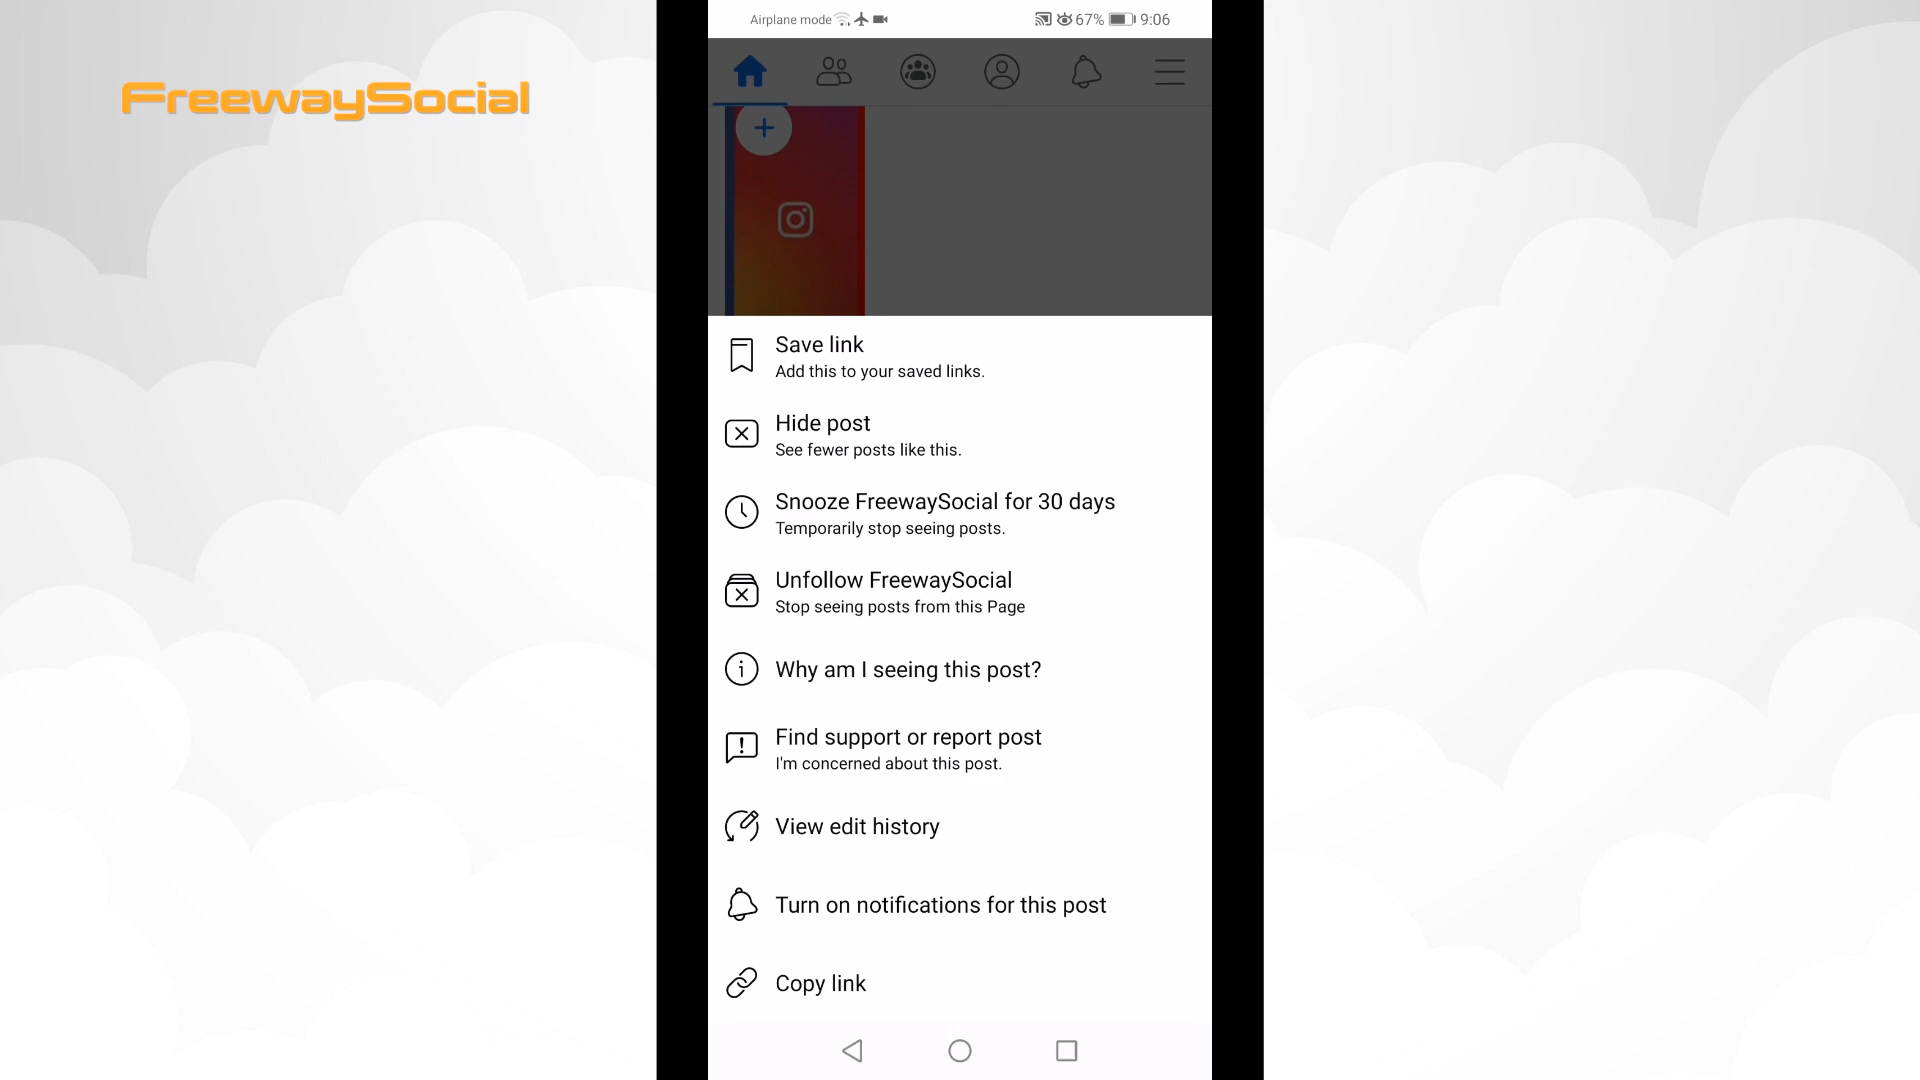 Airplane mode 67% 9:06
FreewaySocial
Save link
Add this to your saved links.
Hide post
See fewer posts like this.
Snooze FreewaySocial for 30 days
Temporarily stop seeing posts.
Unfollow FreewaySocial
Stop seeing posts from this Page
Why am I seeing this post?
Find support or report post
I'm concerned about this post.
View edit history
Turn on notifications for this post
Copy link